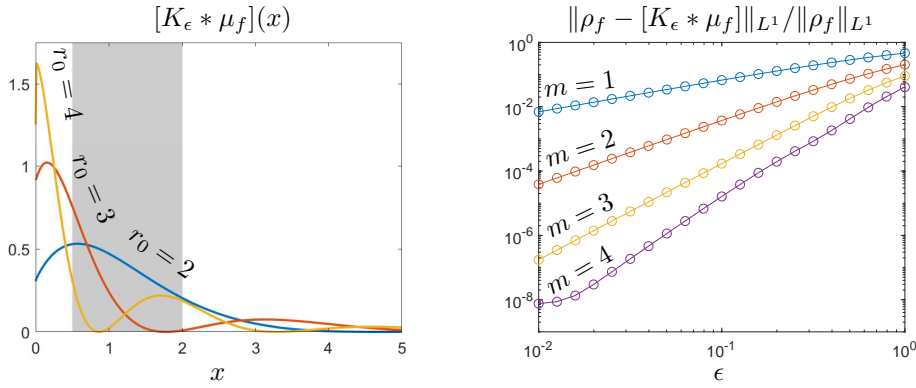 [K_ϵ * μ_f](x)
r_0 = 4
r_0 = 3
r_0 = 2
1.5
1
0.5
0
0 1 2 3 4 5
x
‖ρ_f − [K_ϵ * μ_f]‖_{L^1}/‖ρ_f‖_{L^1}
m = 1
m = 2
m = 3
m = 4
10^0
10^{-2}
10^{-4}
10^{-6}
10^{-8}
10^{-2} 10^{-1} 10^0
ϵ